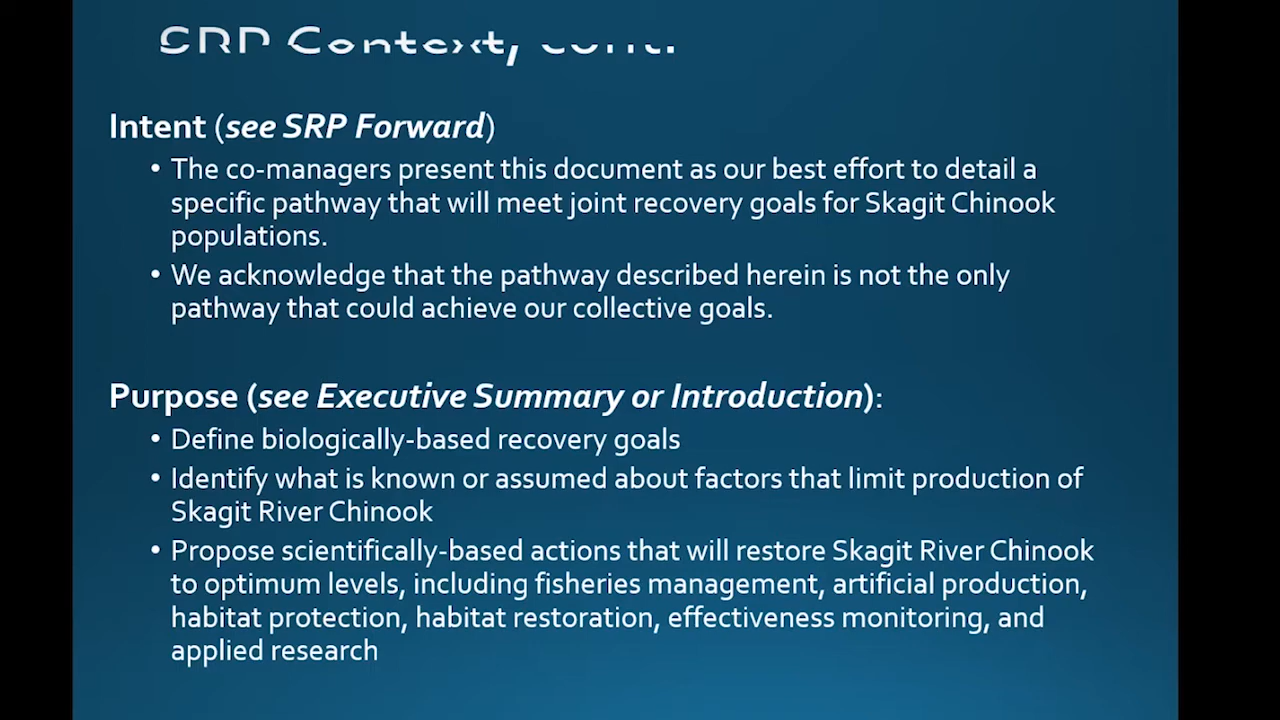 SRP Context, cont.
Intent (see SRP Forward)
• The co-managers present this document as our best effort to detail a
specific pathway that will meet joint recovery goals for Skagit Chinook
populations.
• We acknowledge that the pathway described herein is not the only
pathway that could achieve our collective goals.
Purpose (see Executive Summary or Introduction):
• Define biologically-based recovery goals
• Identify what is known or assumed about factors that limit production of
Skagit River Chinook
• Propose scientifically-based actions that will restore Skagit River Chinook
to optimum levels, including fisheries management, artificial production,
habitat protection, habitat restoration, effectiveness monitoring, and
applied research